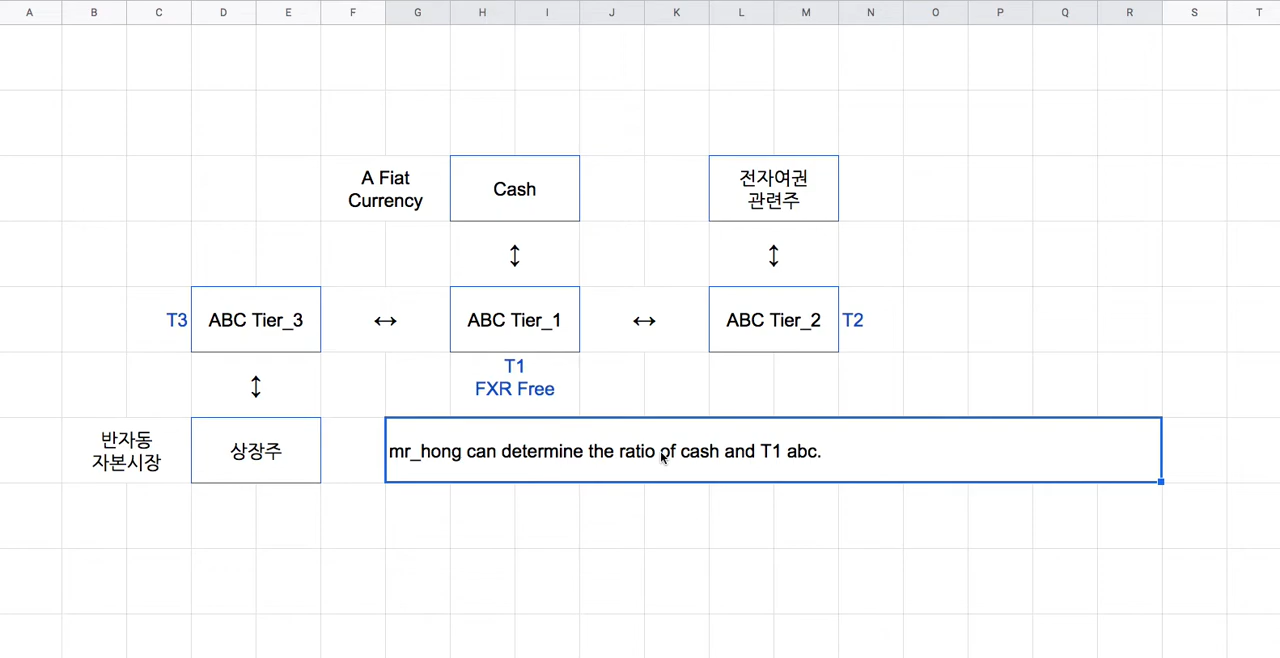 A B C D E F G H I J K L M N O P Q R S T
A Fiat
Currency
Cash
전자여권
관련주
↕ ↕
T3 ABC Tier_3 ↔ ABC Tier_1 ↔ ABC Tier_2 T2
T1
FXR Free
↕
반자동
자본시장
상장주
mr_hong can determine the ratio of cash and T1 abc.